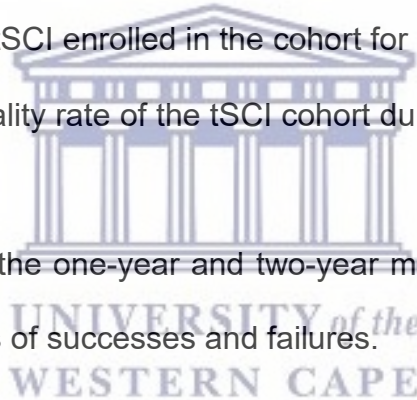 tSCI enrolled in the cohort for
ality rate of the tSCI cohort du
the one-year and two-year m
UNIVERSITY of the
s of successes and failures.
WESTERN CAPE